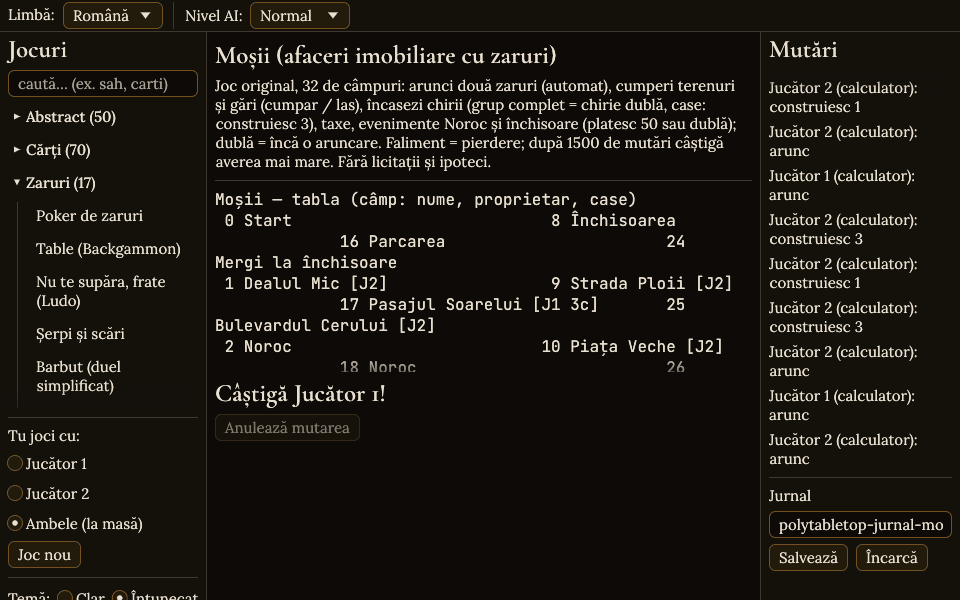 Limbă: Română ▼ Nivel AI: Normal ▼
Jocuri
caută... (ex. sah, carti)
▸ Abstract (50)
▸ Cărți (70)
▾ Zaruri (17)
Poker de zaruri
Table (Backgammon)
Nu te supăra, frate
(Ludo)
Șerpi și scări
Barbut (duel
simplificat)
Tu joci cu:
Jucător 1
Jucător 2
Ambele (la masă)
Joc nou
Temă: Clar Întunecat
Moșii (afaceri imobiliare cu zaruri)
Joc original, 32 de câmpuri: arunci două zaruri (automat), cumperi terenuri
și gări (cumpar / las), încasezi chirii (grup complet = chirie dublă, case:
construiesc 3), taxe, evenimente Noroc și închisoare (platesc 50 sau dublă);
dublă = încă o aruncare. Faliment = pierdere; după 1500 de mutări câștigă
averea mai mare. Fără licitații și ipoteci.
Moșii — tabla (câmp: nume, proprietar, case)
0 Start 8 Închisoarea
16 Parcarea 24
Mergi la închisoare
1 Dealul Mic [J2] 9 Strada Ploii [J2]
17 Pasajul Soarelui [J1 3c] 25
Bulevardul Cerului [J2]
2 Noroc 10 Piața Veche [J2]
18 Noroc 26
Câștigă Jucător 1!
Anulează mutarea
Mutări
Jucător 2 (calculator):
construiesc 1
Jucător 2 (calculator):
arunc
Jucător 1 (calculator):
arunc
Jucător 2 (calculator):
construiesc 3
Jucător 2 (calculator):
construiesc 1
Jucător 2 (calculator):
construiesc 3
Jucător 2 (calculator):
arunc
Jucător 1 (calculator):
arunc
Jucător 2 (calculator):
arunc
Jurnal
polytabletop-jurnal-mo
Salvează Încarcă